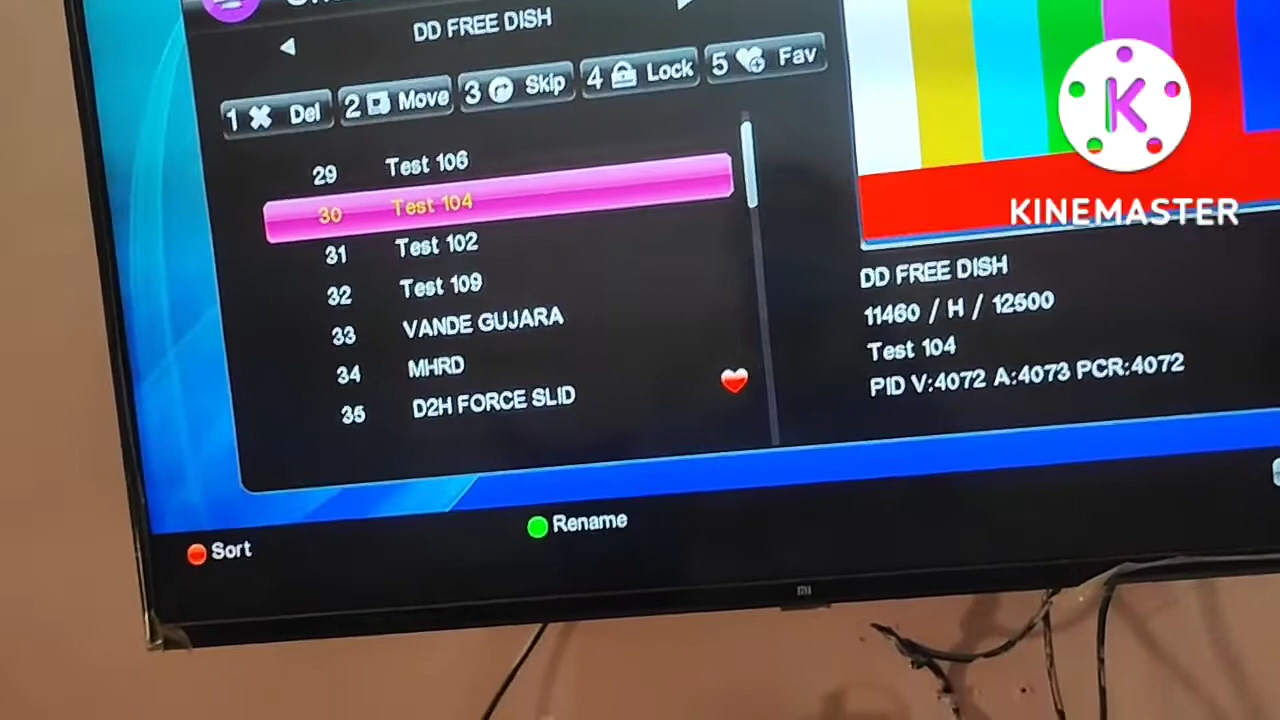 DD FREE DISH
1 Del 2 Move 3 Skip 4 Lock 5 Fav
29 Test 106
30 Test 104
31 Test 102
32 Test 109
33 VANDE GUJARA
34 MHRD
35 D2H FORCE SLID
K
KINEMASTER
DD FREE DISH
11460 / H / 12500
Test 104
PID V:4072 A:4073 PCR:4072
Sort
Rename
mi